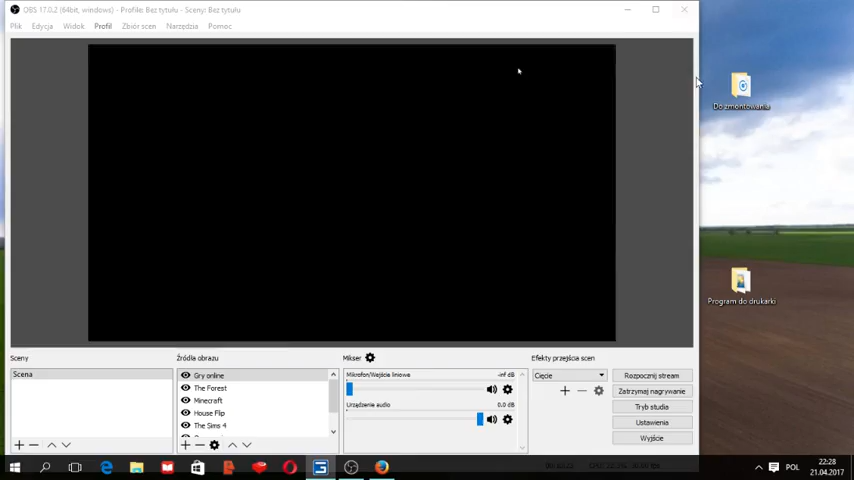 OBS 17.0.2 (64bit, windows) - Profile: Bez tytułu - Sceny: Bez tytułu
Plik Edycja Widok Profil Zbiór scen Narzędzia Pomoc
Do zmontowania
Program do drukarki
Sceny Źródła obrazu Mikser Efekty przejścia scen
Scena
Gry online
The Forest
Minecraft
House Flip
The Sims 4
Mikrofon/Wejście liniowe -inf dB
Urządzenie audio 0.0 dB
Cięcie
Rozpocznij stream
Zatrzymaj nagrywanie
Tryb studia
Ustawienia
Wyjście
POL
22:28
21.04.2017